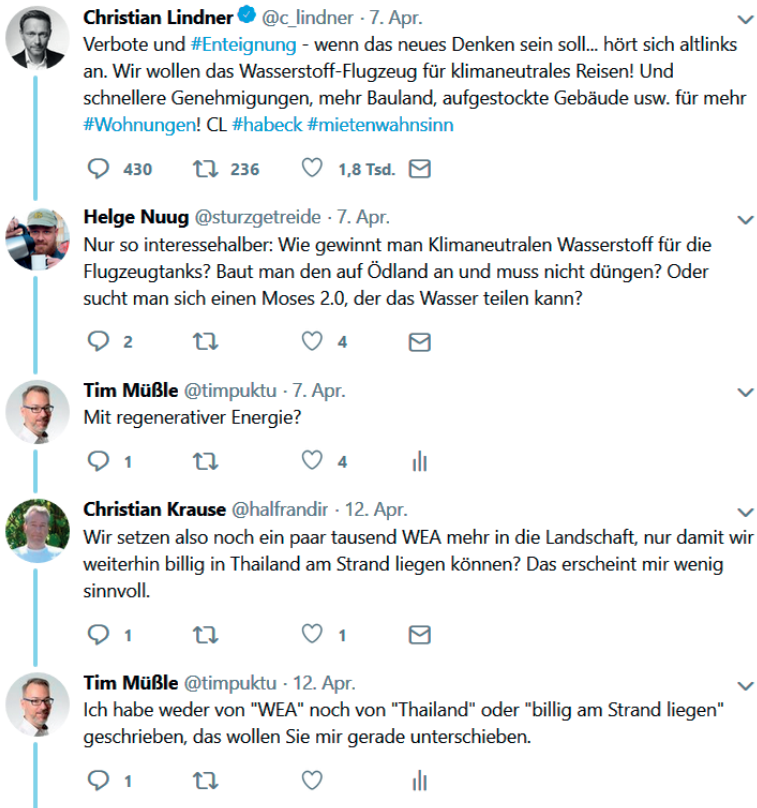 Christian Lindner @c_lindner · 7. Apr.
Verbote und #Enteignung - wenn das neues Denken sein soll... hört sich altlinks
an. Wir wollen das Wasserstoff-Flugzeug für klimaneutrales Reisen! Und
schnellere Genehmigungen, mehr Bauland, aufgestockte Gebäude usw. für mehr
#Wohnungen! CL #habeck #mietenwahnsinn
430 236 1,8 Tsd.
Helge Nuug @sturzgetreide · 7. Apr.
Nur so interessehalber: Wie gewinnt man Klimaneutralen Wasserstoff für die
Flugzeugtanks? Baut man den auf Ödland an und muss nicht düngen? Oder
sucht man sich einen Moses 2.0, der das Wasser teilen kann?
2 4
Tim Müßle @timpuktu · 7. Apr.
Mit regenerativer Energie?
1 4
Christian Krause @halfrandir · 12. Apr.
Wir setzen also noch ein paar tausend WEA mehr in die Landschaft, nur damit wir
weiterhin billig in Thailand am Strand liegen können? Das erscheint mir wenig
sinnvoll.
1 1
Tim Müßle @timpuktu · 12. Apr.
Ich habe weder von "WEA" noch von "Thailand" oder "billig am Strand liegen"
geschrieben, das wollen Sie mir gerade unterschieben.
1